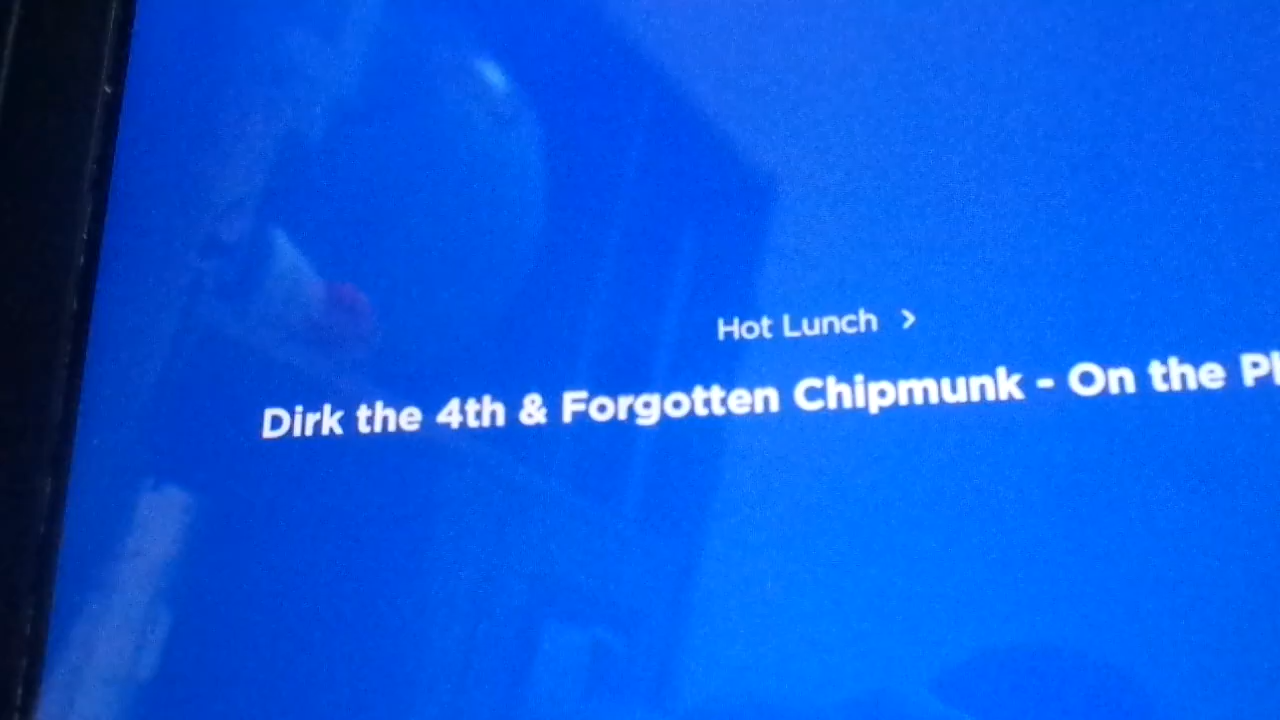 Hot Lunch >
Dirk the 4th & Forgotten Chipmunk - On the